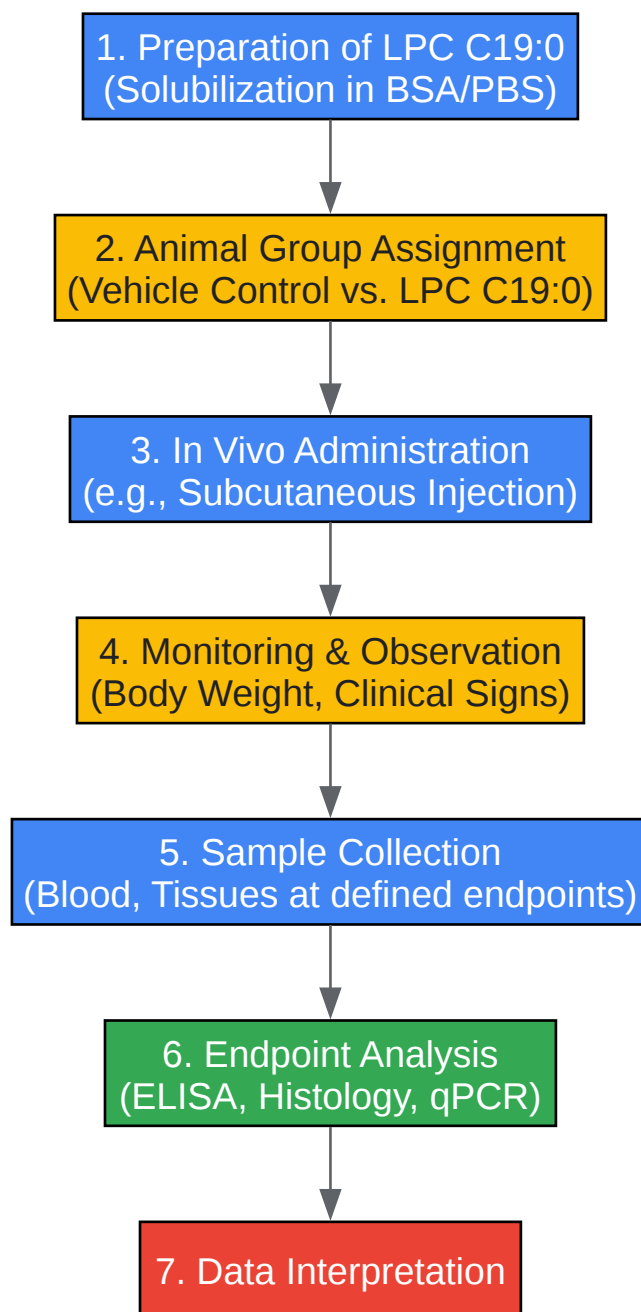 1. Preparation of LPC C19:0
(Solubilization in BSA/PBS)
2. Animal Group Assignment
(Vehicle Control vs. LPC C19:0)
3. In Vivo Administration
(e.g., Subcutaneous Injection)
4. Monitoring & Observation
(Body Weight, Clinical Signs)
5. Sample Collection
(Blood, Tissues at defined endpoints)
6. Endpoint Analysis
(ELISA, Histology, qPCR)
7. Data Interpretation